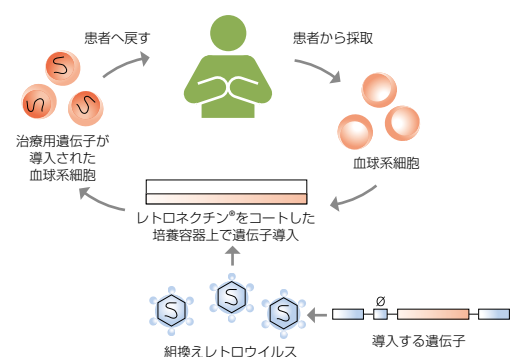 患者へ戻す
患者から採取
治療用遺伝子が
導入された
血球系細胞
血球系細胞
レトロネクチン®をコートした
培養容器上で遺伝子導入
Ø
導入する遺伝子
組換えレトロウイルス